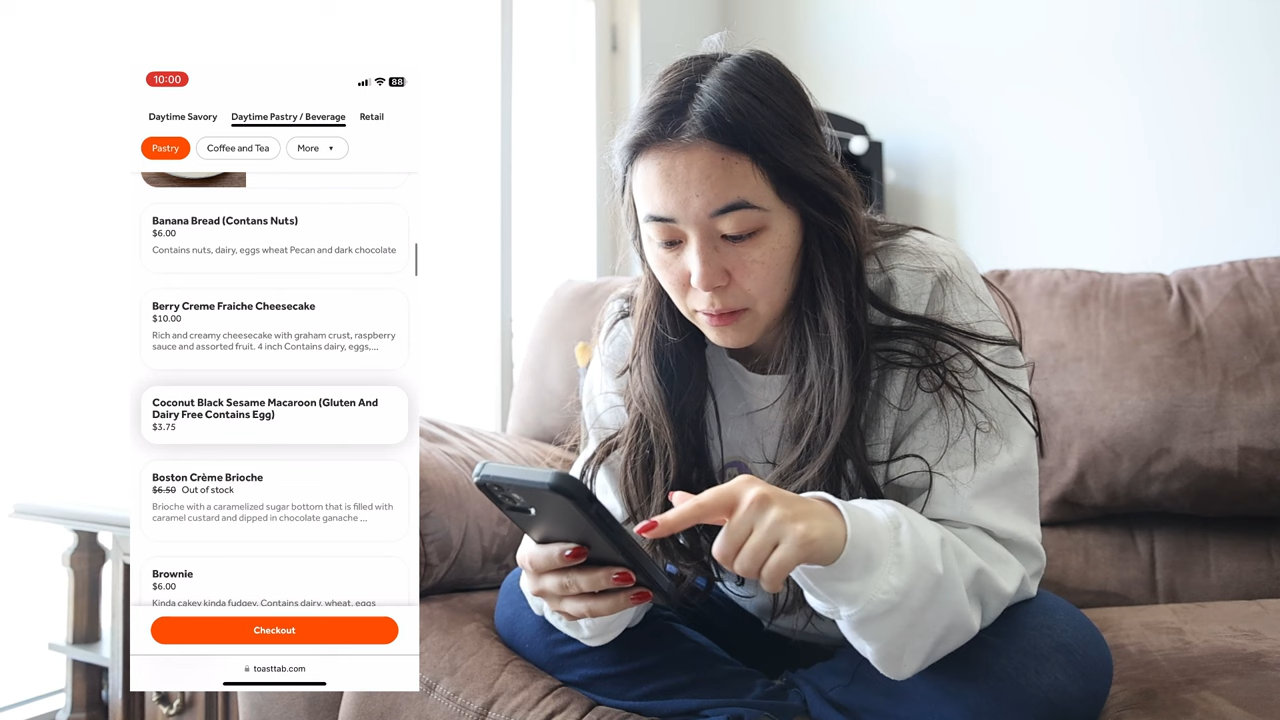 10:00
88
Daytime Savory Daytime Pastry / Beverage Retail
Pastry Coffee and Tea More
Banana Bread (Contans Nuts)
$6.00
Contains nuts, dairy, eggs wheat Pecan and dark chocolate
Berry Creme Fraiche Cheesecake
$10.00
Rich and creamy cheesecake with graham crust, raspberry
sauce and assorted fruit. 4 inch Contains dairy, eggs,...
Coconut Black Sesame Macaroon (Gluten And
Dairy Free Contains Egg)
$3.75
Boston Crème Brioche
$6.50 Out of stock
Brioche with a caramelized sugar bottom that is filled with
caramel custard and dipped in chocolate ganache ...
Brownie
$6.00
Kinda cakey kinda fudgey. Contains dairy, wheat, eggs
Checkout
toasttab.com